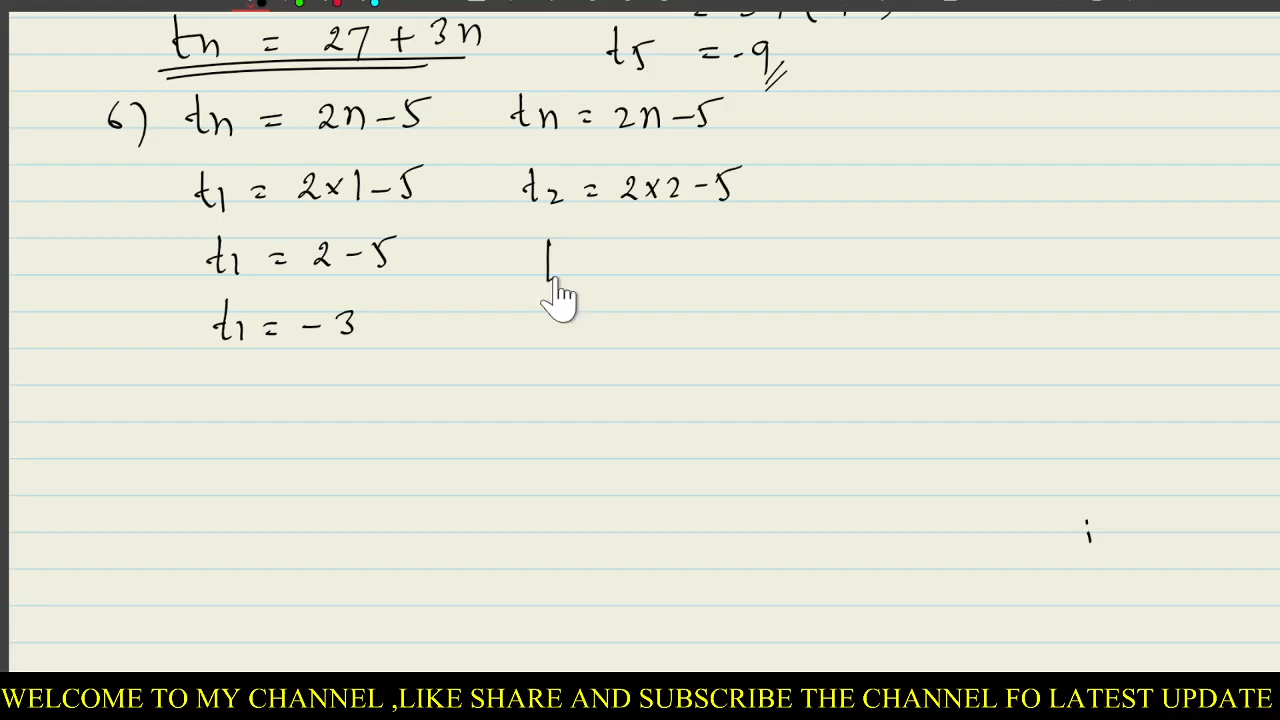 tn = 27 + 3n
t5 = -9
6) tn = 2n - 5 tn = 2n - 5
t1 = 2 x 1 - 5 t2 = 2 x 2 - 5
t1 = 2 - 5
t1 = - 3
i
WELCOME TO MY CHANNEL ,LIKE SHARE AND SUBSCRIBE THE CHANNEL FO LATEST UPDATE